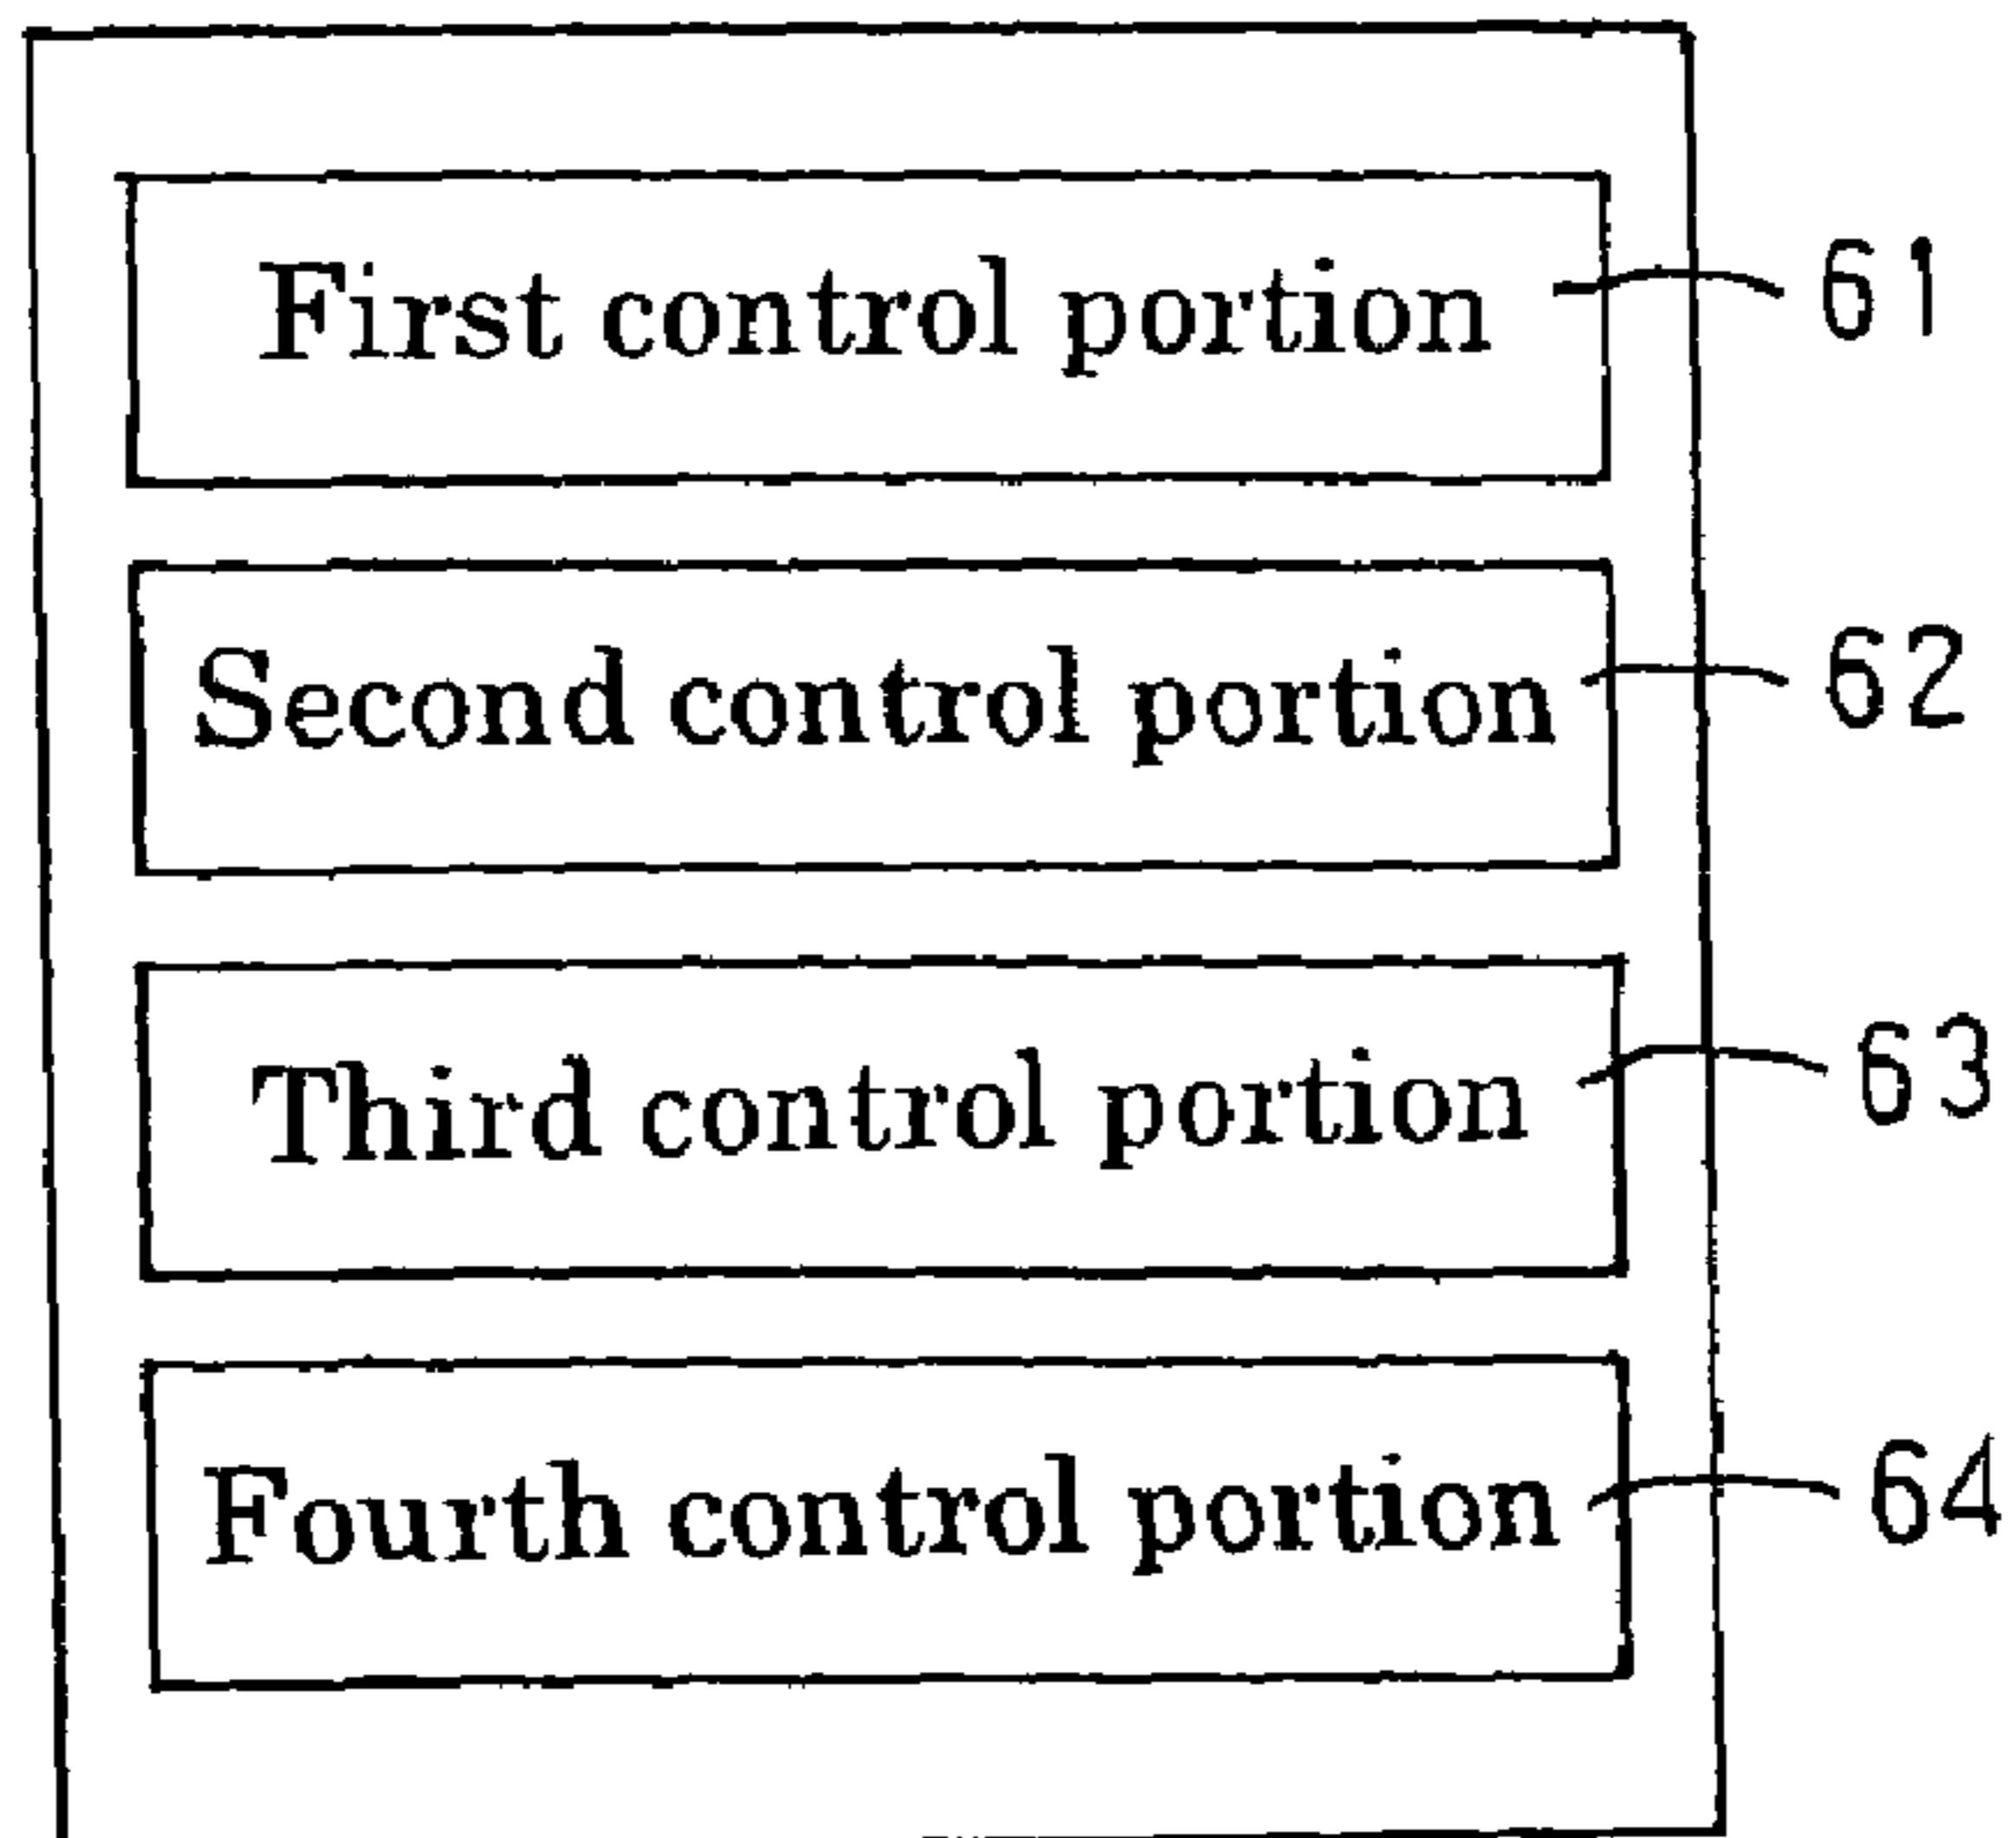 First control portion 61
Second control portion 62
Third control portion 63
Fourth control portion 64